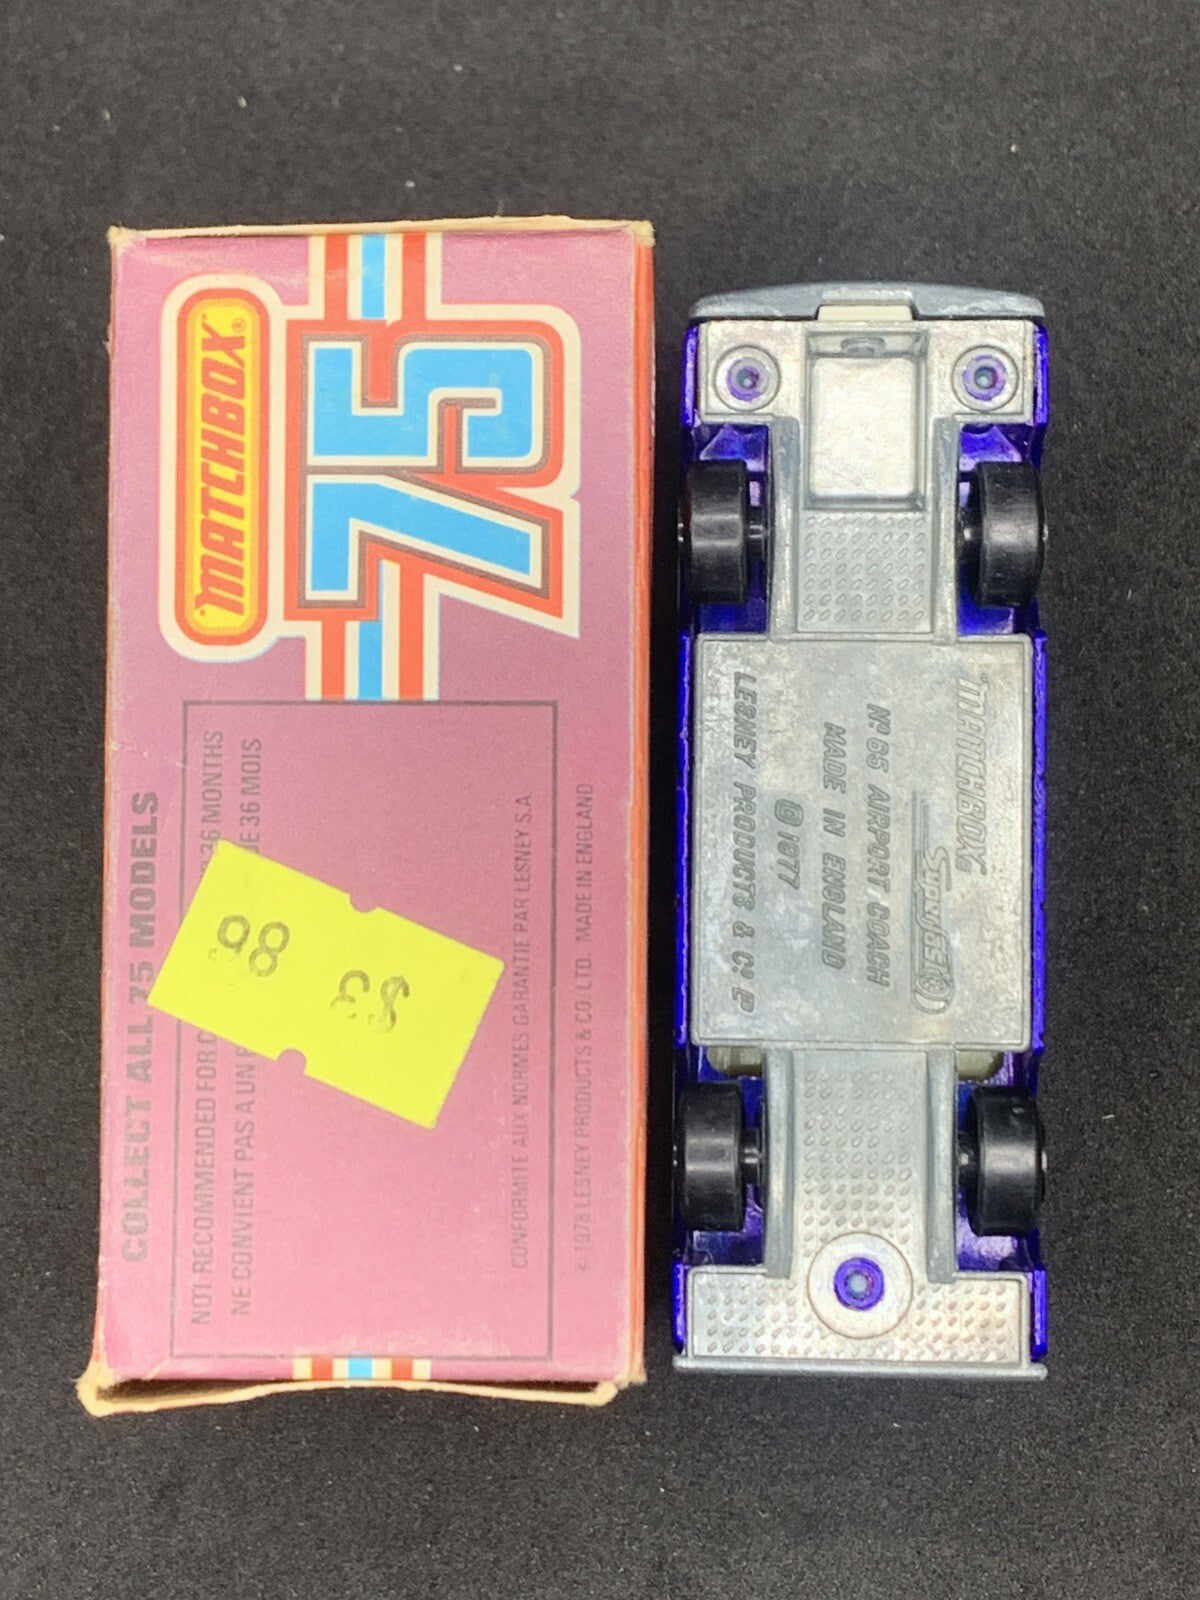 MATCHBOX®
75
COLLECT ALL 75 MODELS
NOT RECOMMENDED FOR 36 MONTHS
NE CONVIENT PAS A UN DE 36 MOIS
CONFORMITE AUX NORMES GARANTIE PAR LESNEY S.A.
© 1978 LESNEY PRODUCTS & CO. LTD. MADE IN ENGLAND
98
"MATCHBOX"
Superfast
Nº 65 AIRPORT COACH
MADE IN ENGLAND
© 1977
LESNEY PRODUCTS & Cº Lᴰ